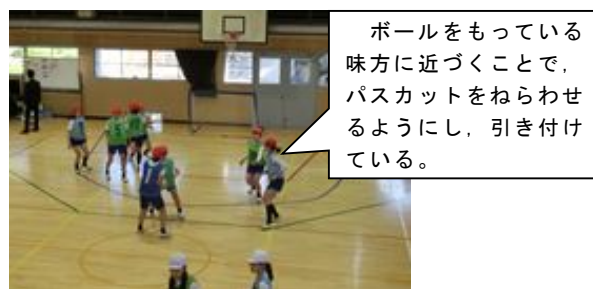 ボールをもっている
味方に近づくことで，
パスカットをねらわせ
るようにし，引き付け
ている。